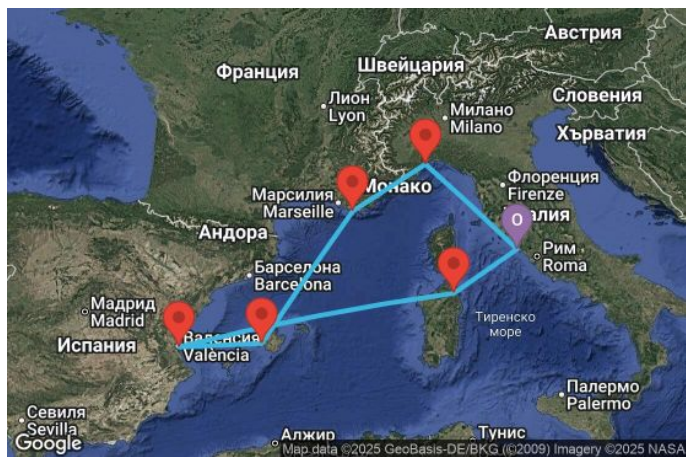 Австрия
Швейцария
Франция
Словения
Лион
Lyon
Милано
Milano
Хърватия
Монако
Флоренция
Firenze
Марсилия
Marseille
алия
Андора
O
Рим
Roma
Барселона
Barcelona
Мадрид
Madrid
Тиренско
море
Испания
Валенсия
València
Палермо
Palermo
Севиля
Sevilla
Алжир
Тунис
Google
Map data ©2025 GeoBasis-DE/BKG (©2009) Imagery ©2025 NASA